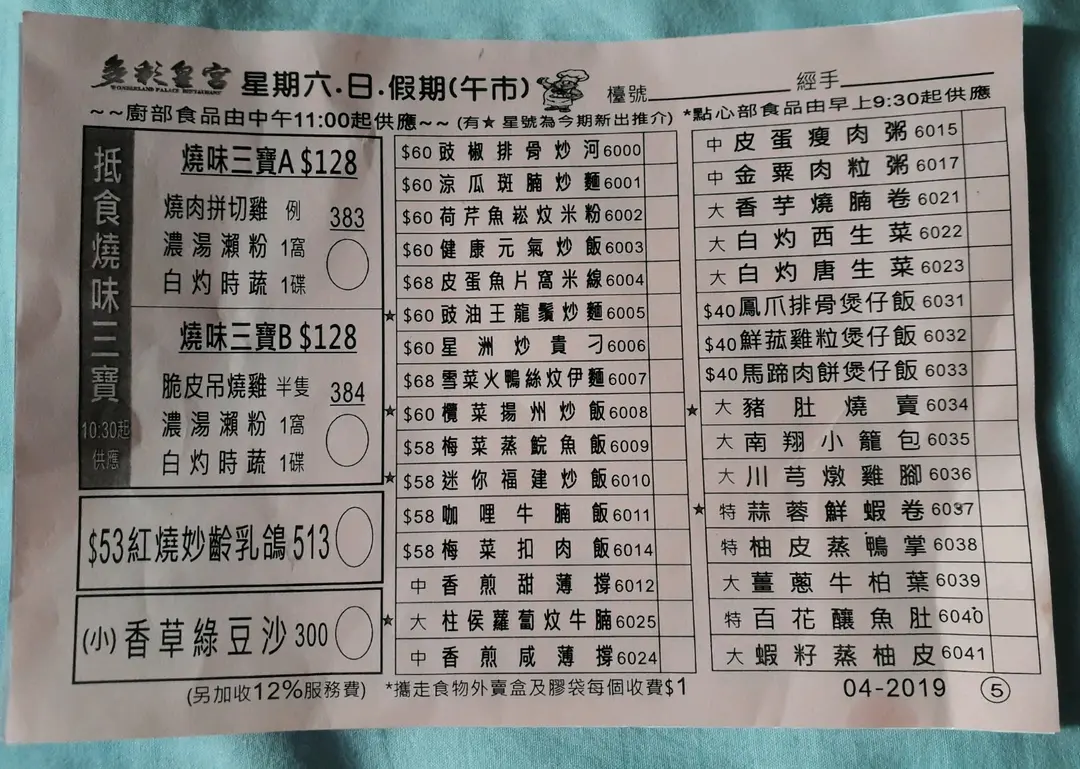 多彩皇宮 星期六.日.假期(午市)
WONDERLAND PALACE RESTAURANT
檯號 經手
~~廚部食品由中午11:00起供應~~ (有★星號為今期新出推介) *點心部食品由早上9:30起供應
抵食燒味三寶
10:30起
供應
燒味三寶A $128
燒肉拼切雞 例 383
濃湯瀨粉 1窩
白灼時蔬 1碟
燒味三寶B $128
脆皮吊燒雞 半隻 384
濃湯瀨粉 1窩
白灼時蔬 1碟
$53紅燒妙齡乳鴿 513
(小) 香草綠豆沙 300
$60 豉椒排骨炒河 6000
$60 涼瓜斑腩炒麵 6001
$60 荷芹魚崧炆米粉 6002
$60 健康元氣炒飯 6003
$68 皮蛋魚片窩米線 6004
★ $60 豉油王龍鬚炒麵 6005
$60 星洲炒貴刁 6006
$68 雪菜火鴨絲炆伊麵 6007
★ $60 欖菜揚州炒飯 6008
$58 梅菜蒸鯇魚飯 6009
★ $58 迷你福建炒飯 6010
$58 咖哩牛腩飯 6011
$58 梅菜扣肉飯 6014
中 香煎甜薄撐 6012
★ 大 柱侯蘿蔔炆牛腩 6025
中 香煎咸薄撐 6024
中 皮蛋瘦肉粥 6015
中 金粟肉粒粥 6017
大 香芋燒腩卷 6021
大 白灼西生菜 6022
大 白灼唐生菜 6023
$40 鳳爪排骨煲仔飯 6031
$40 鮮菰雞粒煲仔飯 6032
$40 馬蹄肉餅煲仔飯 6033
★ 大 豬肚燒賣 6034
大 南翔小籠包 6035
大 川芎燉雞腳 6036
★ 特 蒜蓉鮮蝦卷 6037
特 柚皮蒸鴨掌 6038
大 薑蔥牛柏葉 6039
特 百花釀魚肚 6040
大 蝦籽蒸柚皮 6041
(另加收12%服務費) *攜走食物外賣盒及膠袋每個收費$1 04-2019 ⑤